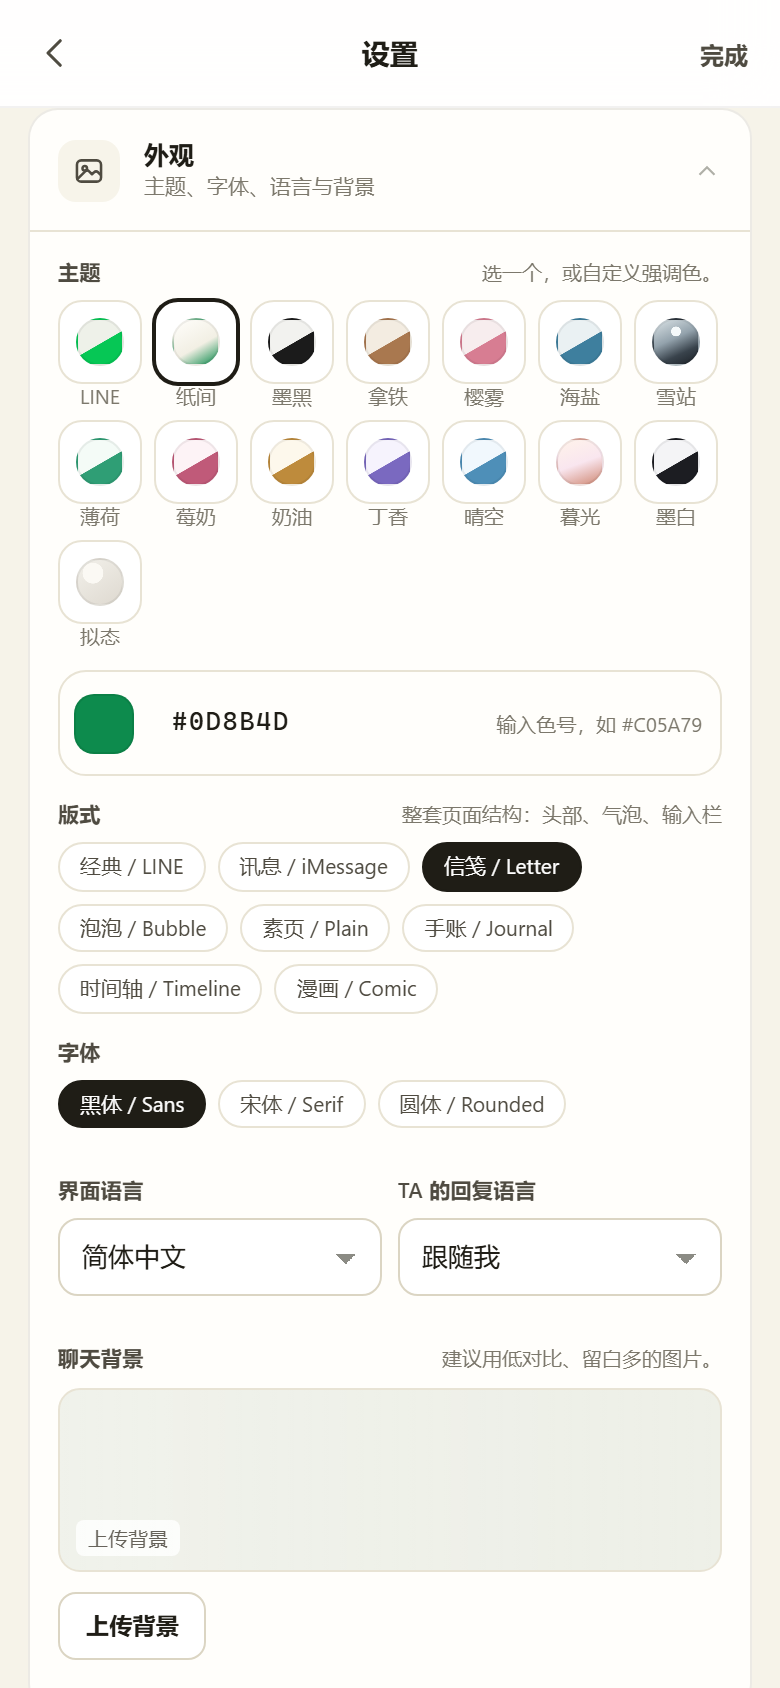 设置
完成
外观
主题、字体、语言与背景
主题
选一个，或自定义强调色。
LINE 纸间 墨黑 拿铁 樱雾 海盐 雪站
薄荷 莓奶 奶油 丁香 晴空 暮光 墨白
拟态
#0D8B4D
输入色号，如 #C05A79
版式
整套页面结构：头部、气泡、输入栏
经典 / LINE 讯息 / iMessage 信笺 / Letter
泡泡 / Bubble 素页 / Plain 手账 / Journal
时间轴 / Timeline 漫画 / Comic
字体
黑体 / Sans 宋体 / Serif 圆体 / Rounded
界面语言 TA 的回复语言
简体中文 跟随我
聊天背景
建议用低对比、留白多的图片。
上传背景
上传背景